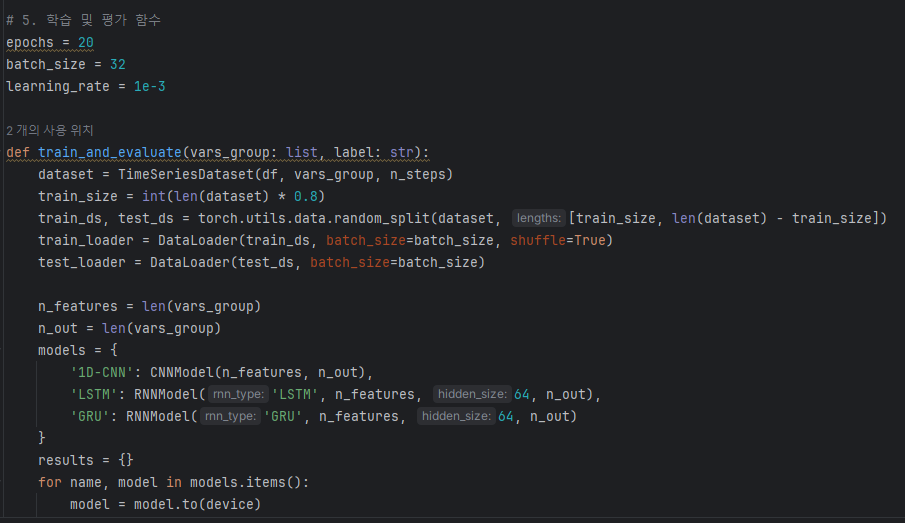 # 5. 학습 및 평가 함수
epochs = 20
batch_size = 32
learning_rate = 1e-3
2개의 사용 위치
def train_and_evaluate(vars_group: list, label: str):
    dataset = TimeSeriesDataset(df, vars_group, n_steps)
    train_size = int(len(dataset) * 0.8)
    train_ds, test_ds = torch.utils.data.random_split(dataset, lengths: [train_size, len(dataset) - train_size])
    train_loader = DataLoader(train_ds, batch_size=batch_size, shuffle=True)
    test_loader = DataLoader(test_ds, batch_size=batch_size)
    n_features = len(vars_group)
    n_out = len(vars_group)
    models = {
        '1D-CNN': CNNModel(n_features, n_out),
        'LSTM': RNNModel( rnn_type: 'LSTM', n_features, hidden_size: 64, n_out),
        'GRU': RNNModel( rnn_type: 'GRU', n_features, hidden_size: 64, n_out)
    }
    results = {}
    for name, model in models.items():
        model = model.to(device)